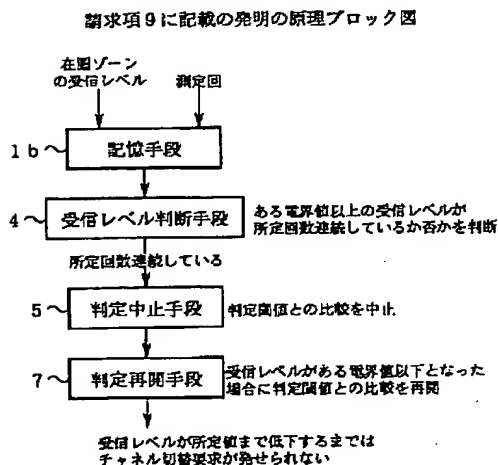 請求項9に記載の発明の原理ブロック図
在圏ゾーン
の受信レベル
測定回
1b
記憶手段
4
受信レベル判断手段
ある電界値以上の受信レベルが
所定回数連続しているか否かを判断
所定回数連続している
5
判定中止手段
判定閾値との比較を中止
7
判定再開手段
受信レベルがある電界値以下となった
場合に判定閾値との比較を再開
受信レベルが所定値まで低下するまでは
チャネル切替要求が発せられない